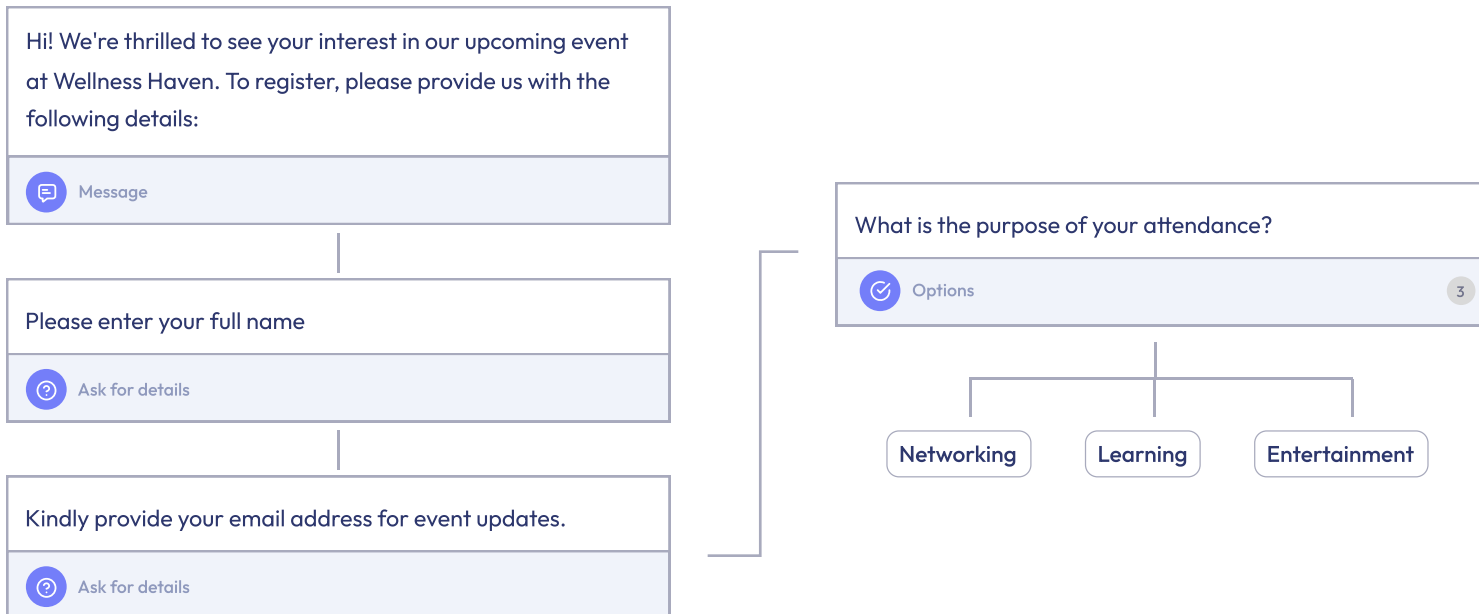 Hi! We're thrilled to see your interest in our upcoming event
at Wellness Haven. To register, please provide us with the
following details:
Message
Please enter your full name
Ask for details
Kindly provide your email address for event updates.
Ask for details
What is the purpose of your attendance?
Options
3
Networking
Learning
Entertainment